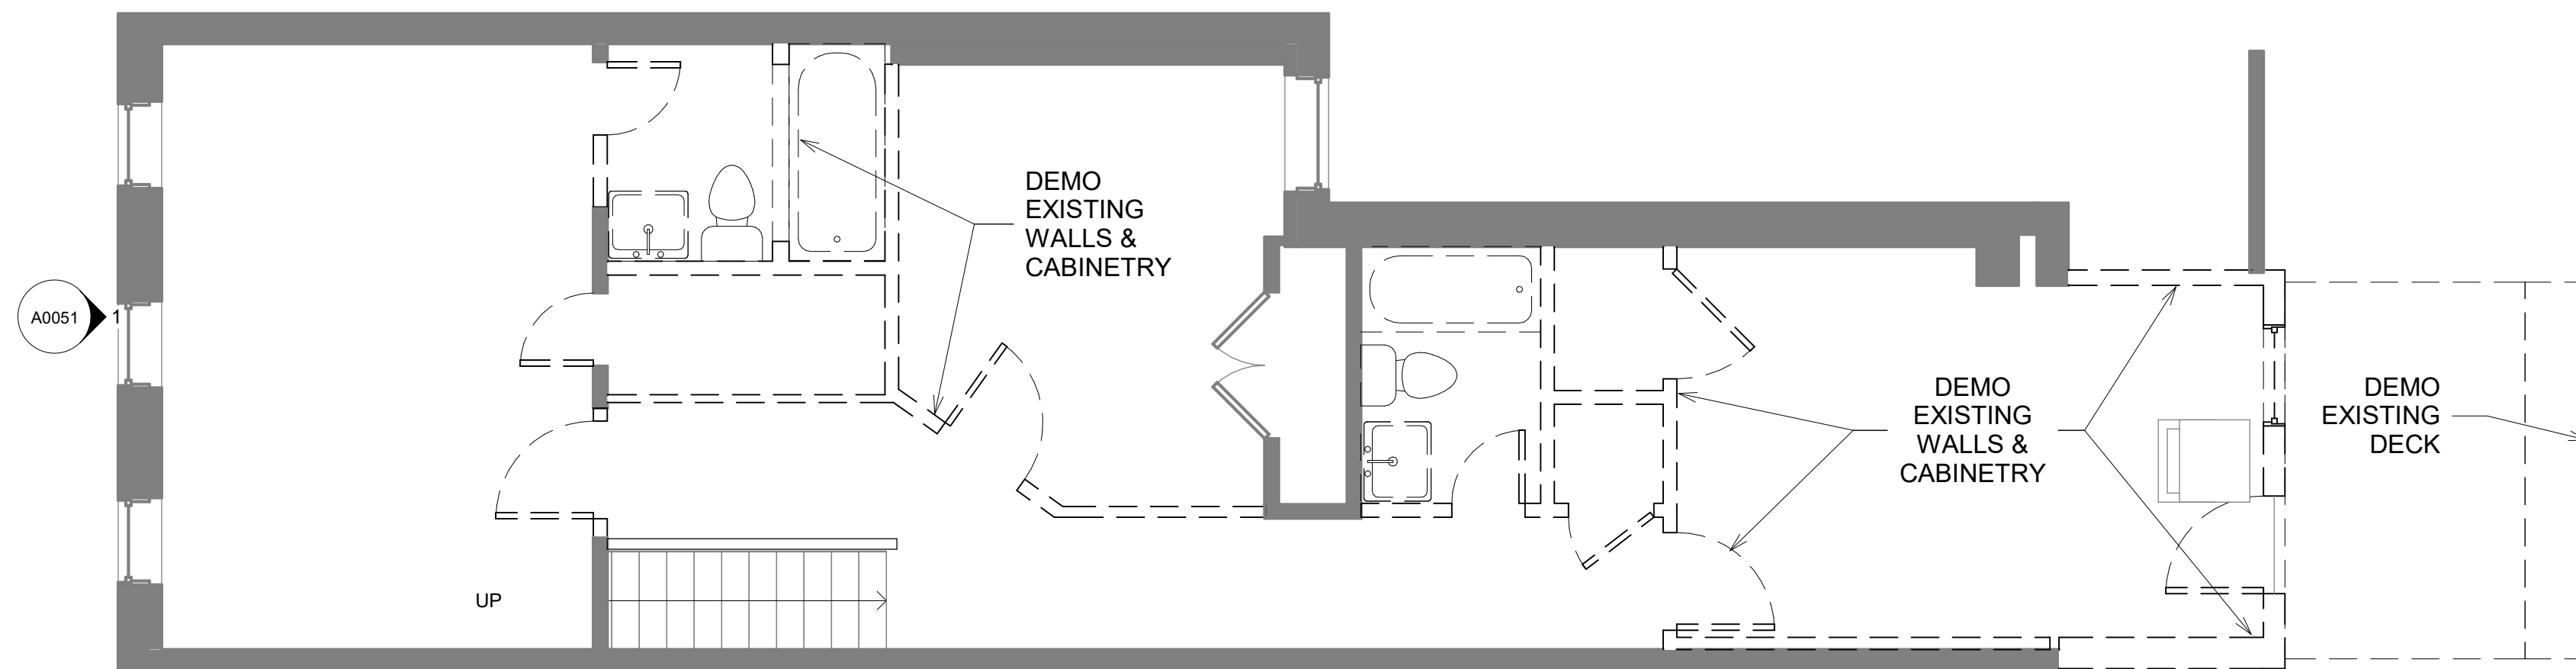 DEMO
EXISTING
WALLS &
CABINETRY
A0051
1
DEMO
EXISTING
WALLS &
CABINETRY
DEMO
EXISTING
DECK
UP